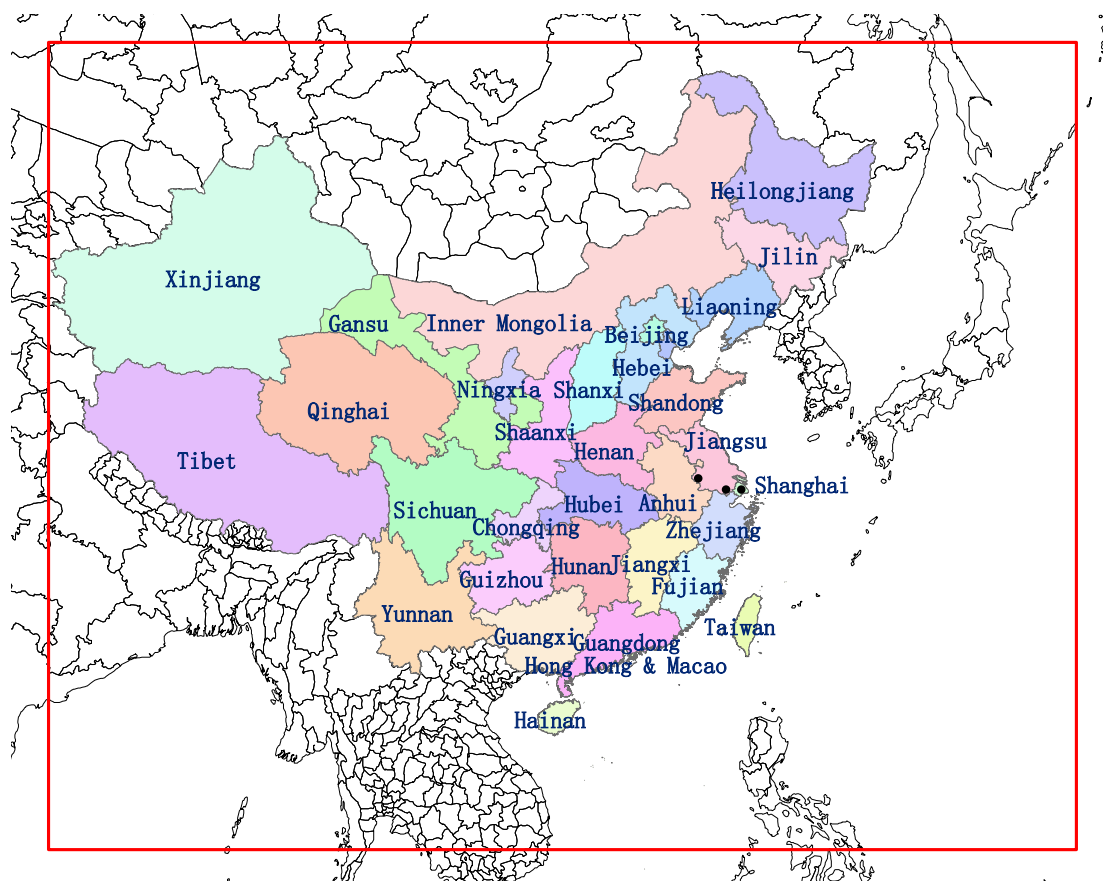 Heilongjiang
Jilin
Xinjiang
Liaoning
Gansu
Inner Mongolia
Beijing
Hebei
Ningxia
Shanxi
Qinghai
Shandong
Shaanxi
Jiangsu
Henan
Tibet
Shanghai
Sichuan
Hubei
Anhui
Chongqing
Zhejiang
Hunan
Jiangxi
Guizhou
Fujian
Yunnan
Taiwan
Guangxi
Guangdong
Hong Kong & Macao
Hainan